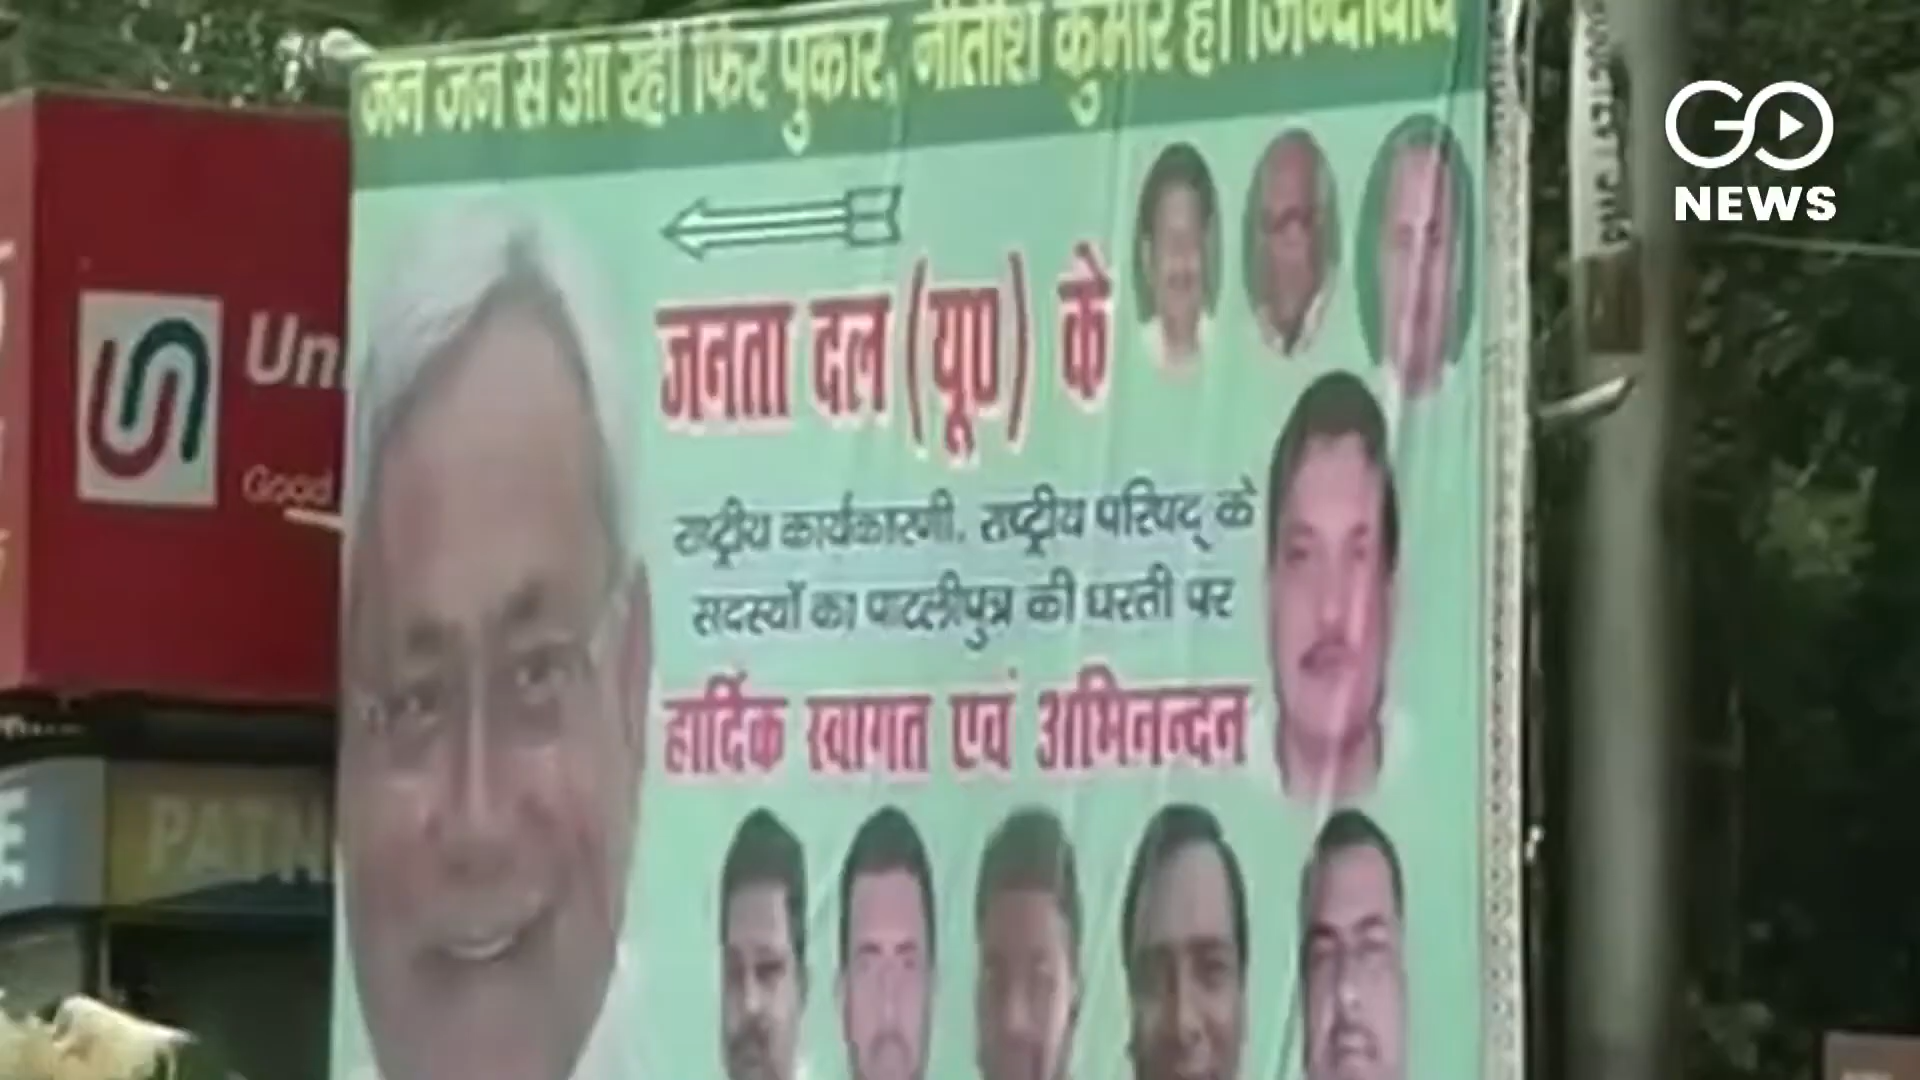 जन जन से आ रही फिर पुकार, नीतीश कुमार हो जिन्दाबाद
GO
NEWS
जनता दल (यू०) के
Un
Good
राष्ट्रीय कार्यकारणी, राष्ट्रीय परिषद् के
सदस्यों का पाटलीपुत्र की धरती पर
हार्दिक स्वागत एवं अभिनन्दन
PATN